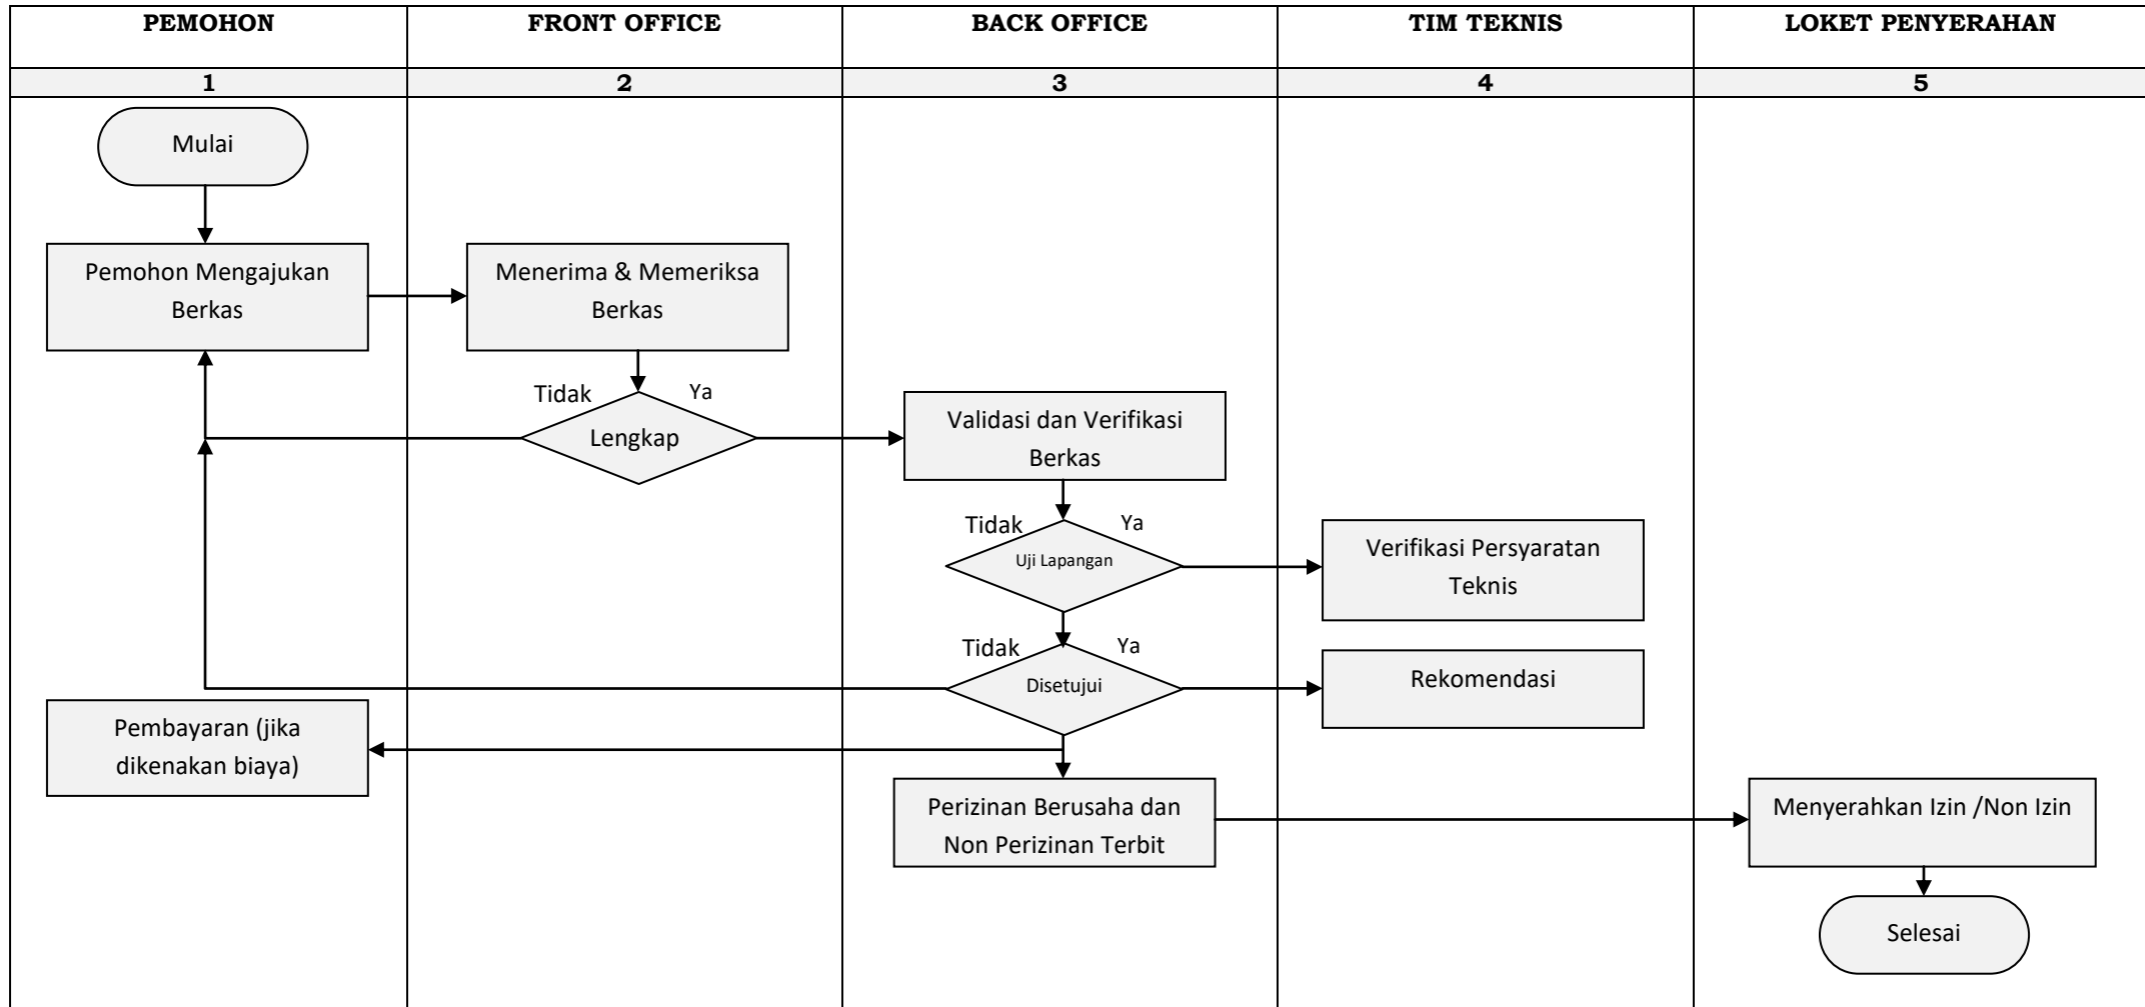 PEMOHON
FRONT OFFICE
BACK OFFICE
TIM TEKNIS
LOKET PENYERAHAN
1
2
3
4
5
Mulai
Pemohon Mengajukan
Berkas
Menerima & Memeriksa
Berkas
Tidak
Ya
Lengkap
Validasi dan Verifikasi
Berkas
Tidak
Ya
Uji Lapangan
Verifikasi Persyaratan
Teknis
Tidak
Ya
Disetujui
Rekomendasi
Pembayaran (jika
dikenakan biaya)
Perizinan Berusaha dan
Non Perizinan Terbit
Menyerahkan Izin /Non Izin
Selesai